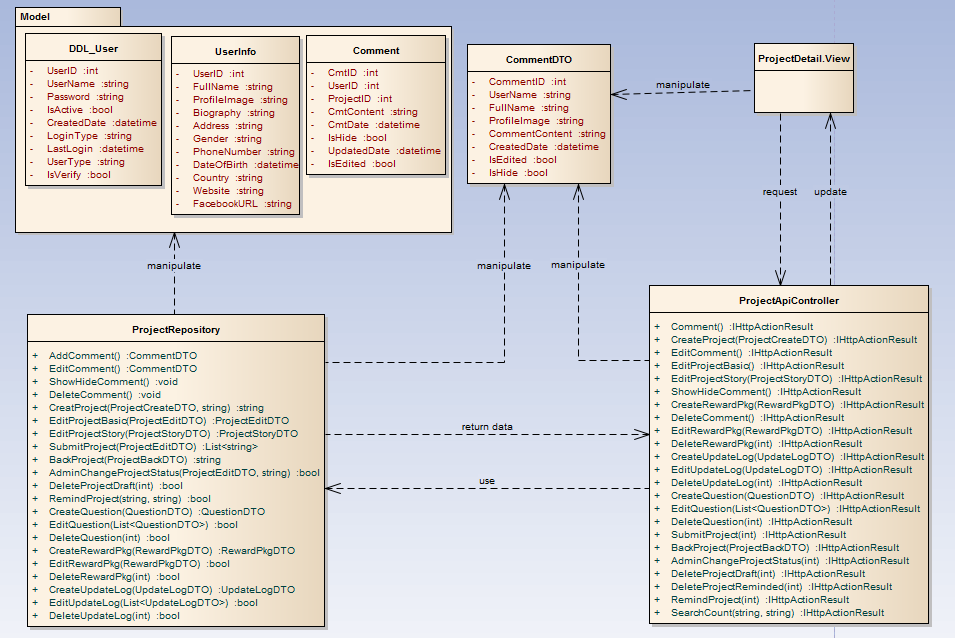 Model
DDL_User
- UserID :int
- UserName :string
- Password :string
- IsActive :bool
- CreatedDate :datetime
- LoginType :string
- LastLogin :datetime
- UserType :string
- IsVerify :bool
UserInfo
- UserID :int
- FullName :string
- ProfileImage :string
- Biography :string
- Address :string
- Gender :string
- PhoneNumber :string
- DateOfBirth :datetime
- Country :string
- Website :string
- FacebookURL :string
Comment
- CmtID :int
- UserID :int
- ProjectID :int
- CmtContent :string
- CmtDate :datetime
- IsHide :bool
- UpdatedDate :datetime
- IsEdited :bool
CommentDTO
- CommentID :int
- UserName :string
- FullName :string
- ProfileImage :string
- CommentContent :string
- CreatedDate :datetime
- IsEdited :bool
- IsHide :bool
manipulate
ProjectDetail.View
request
update
manipulate
manipulate
manipulate
ProjectRepository
+ AddComment() :CommentDTO
+ EditComment() :CommentDTO
+ ShowHideComment() :void
+ DeleteComment() :void
+ CreatProject(ProjectCreateDTO, string) :string
+ EditProjectBasic(ProjectEditDTO) :ProjectEditDTO
+ EditProjectStory(ProjectStoryDTO) :ProjectStoryDTO
+ SubmitProject(ProjectEditDTO) :List<string>
+ BackProject(ProjectBackDTO) :string
+ AdminChangeProjectStatus(ProjectEditDTO, string) :bool
+ DeleteProjectDraft(int) :bool
+ RemindProject(string, string) :bool
+ CreateQuestion(QuestionDTO) :QuestionDTO
+ EditQuestion(List<QuestionDTO>) :bool
+ DeleteQuestion(int) :bool
+ CreateRewardPkg(RewardPkgDTO) :RewardPkgDTO
+ EditRewardPkg(RewardPkgDTO) :bool
+ DeleteRewardPkg(int) :bool
+ CreateUpdateLog(UpdateLogDTO) :UpdateLogDTO
+ EditUpdateLog(List<UpdateLogDTO>) :bool
+ DeleteUpdateLog(int) :bool
return data
use
ProjectApiController
+ Comment() :IHttpActionResult
+ CreateProject(ProjectCreateDTO) :IHttpActionResult
+ EditComment() :IHttpActionResult
+ EditProjectBasic() :IHttpActionResult
+ EditProjectStory(ProjectStoryDTO) :IHttpActionResult
+ ShowHideComment() :IHttpActionResult
+ CreateRewardPkg(RewardPkgDTO) :IHttpActionResult
+ DeleteComment() :IHttpActionResult
+ EditRewardPkg(RewardPkgDTO) :IHttpActionResult
+ DeleteRewardPkg(int) :IHttpActionResult
+ CreateUpdateLog(UpdateLogDTO) :IHttpActionResult
+ EditUpdateLog(UpdateLogDTO) :IHttpActionResult
+ DeleteUpdateLog(int) :IHttpActionResult
+ CreateQuestion(QuestionDTO) :IHttpActionResult
+ EditQuestion(List<QuestionDTO>) :IHttpActionResult
+ DeleteQuestion(int) :IHttpActionResult
+ SubmitProject(int) :IHttpActionResult
+ BackProject(ProjectBackDTO) :IHttpActionResult
+ AdminChangeProjectStatus(int) :IHttpActionResult
+ DeleteProjectDraft(int) :IHttpActionResult
+ DeleteProjectReminded(int) :IHttpActionResult
+ RemindProject(int) :IHttpActionResult
+ SearchCount(string, string) :IHttpActionResult